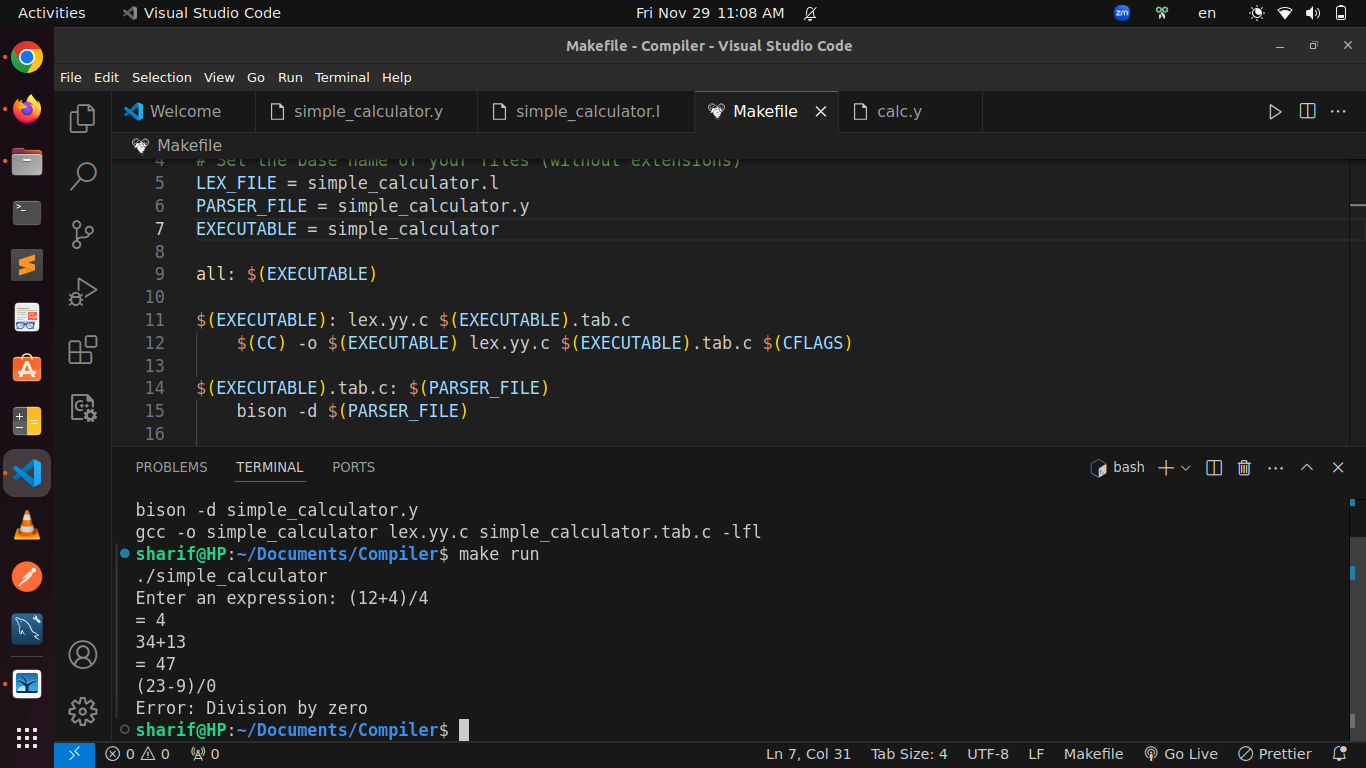 Activities Visual Studio Code Fri Nov 29 11:08 AM zm en
Makefile - Compiler - Visual Studio Code
File Edit Selection View Go Run Terminal Help
Welcome simple_calculator.y simple_calculator.l Makefile calc.y
Makefile
4 # Set the base name of your files (without extensions)
5 LEX_FILE = simple_calculator.l
6 PARSER_FILE = simple_calculator.y
7 EXECUTABLE = simple_calculator
8
9 all: $(EXECUTABLE)
10
11 $(EXECUTABLE): lex.yy.c $(EXECUTABLE).tab.c
12 $(CC) -o $(EXECUTABLE) lex.yy.c $(EXECUTABLE).tab.c $(CFLAGS)
13
14 $(EXECUTABLE).tab.c: $(PARSER_FILE)
15 bison -d $(PARSER_FILE)
16
PROBLEMS TERMINAL PORTS bash
bison -d simple_calculator.y
gcc -o simple_calculator lex.yy.c simple_calculator.tab.c -lfl
sharif@HP:~/Documents/Compiler$ make run
./simple_calculator
Enter an expression: (12+4)/4
= 4
34+13
= 47
(23-9)/0
Error: Division by zero
sharif@HP:~/Documents/Compiler$
0 0 0 Ln 7, Col 31 Tab Size: 4 UTF-8 LF Makefile Go Live Prettier